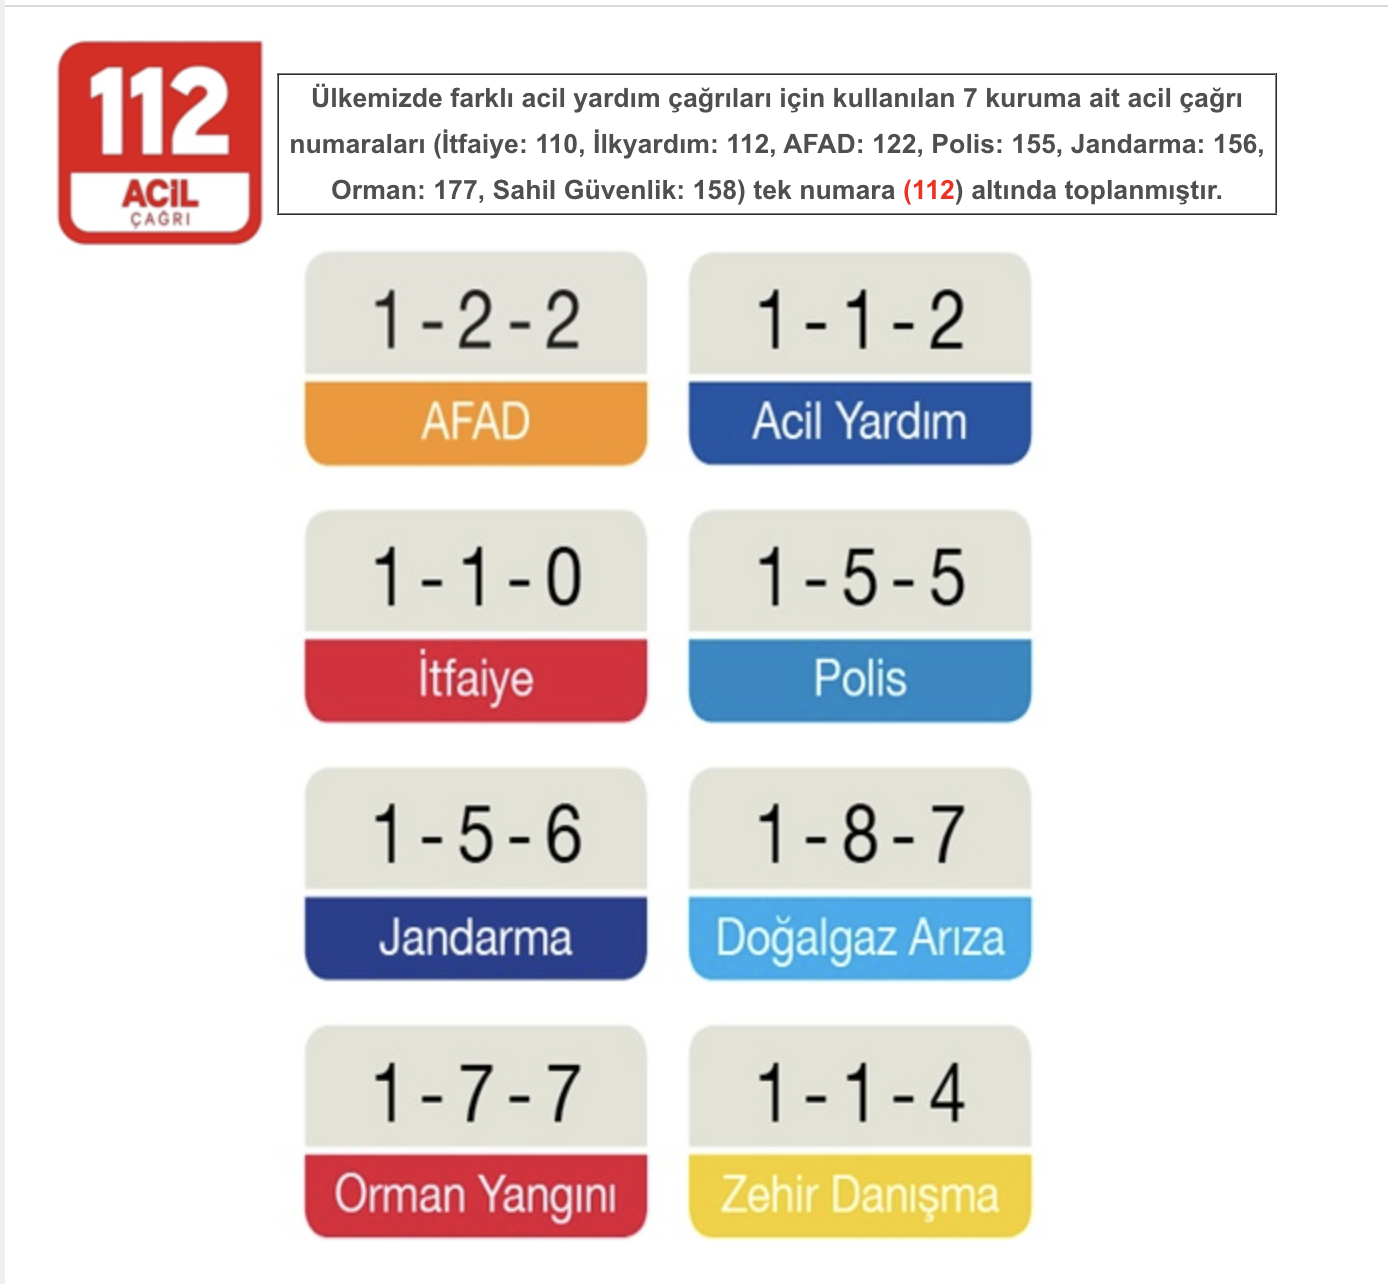 112
ACİL
ÇAĞRI
Ülkemizde farklı acil yardım çağrıları için kullanılan 7 kuruma ait acil çağrı
numaraları (İtfaiye: 110, İlkyardım: 112, AFAD: 122, Polis: 155, Jandarma: 156,
Orman: 177, Sahil Güvenlik: 158) tek numara (112) altında toplanmıştır.
1-2-2
AFAD
1-1-2
Acil Yardım
1-1-0
İtfaiye
1-5-5
Polis
1-5-6
Jandarma
1-8-7
Doğalgaz Arıza
1-7-7
Orman Yangını
1-1-4
Zehir Danışma